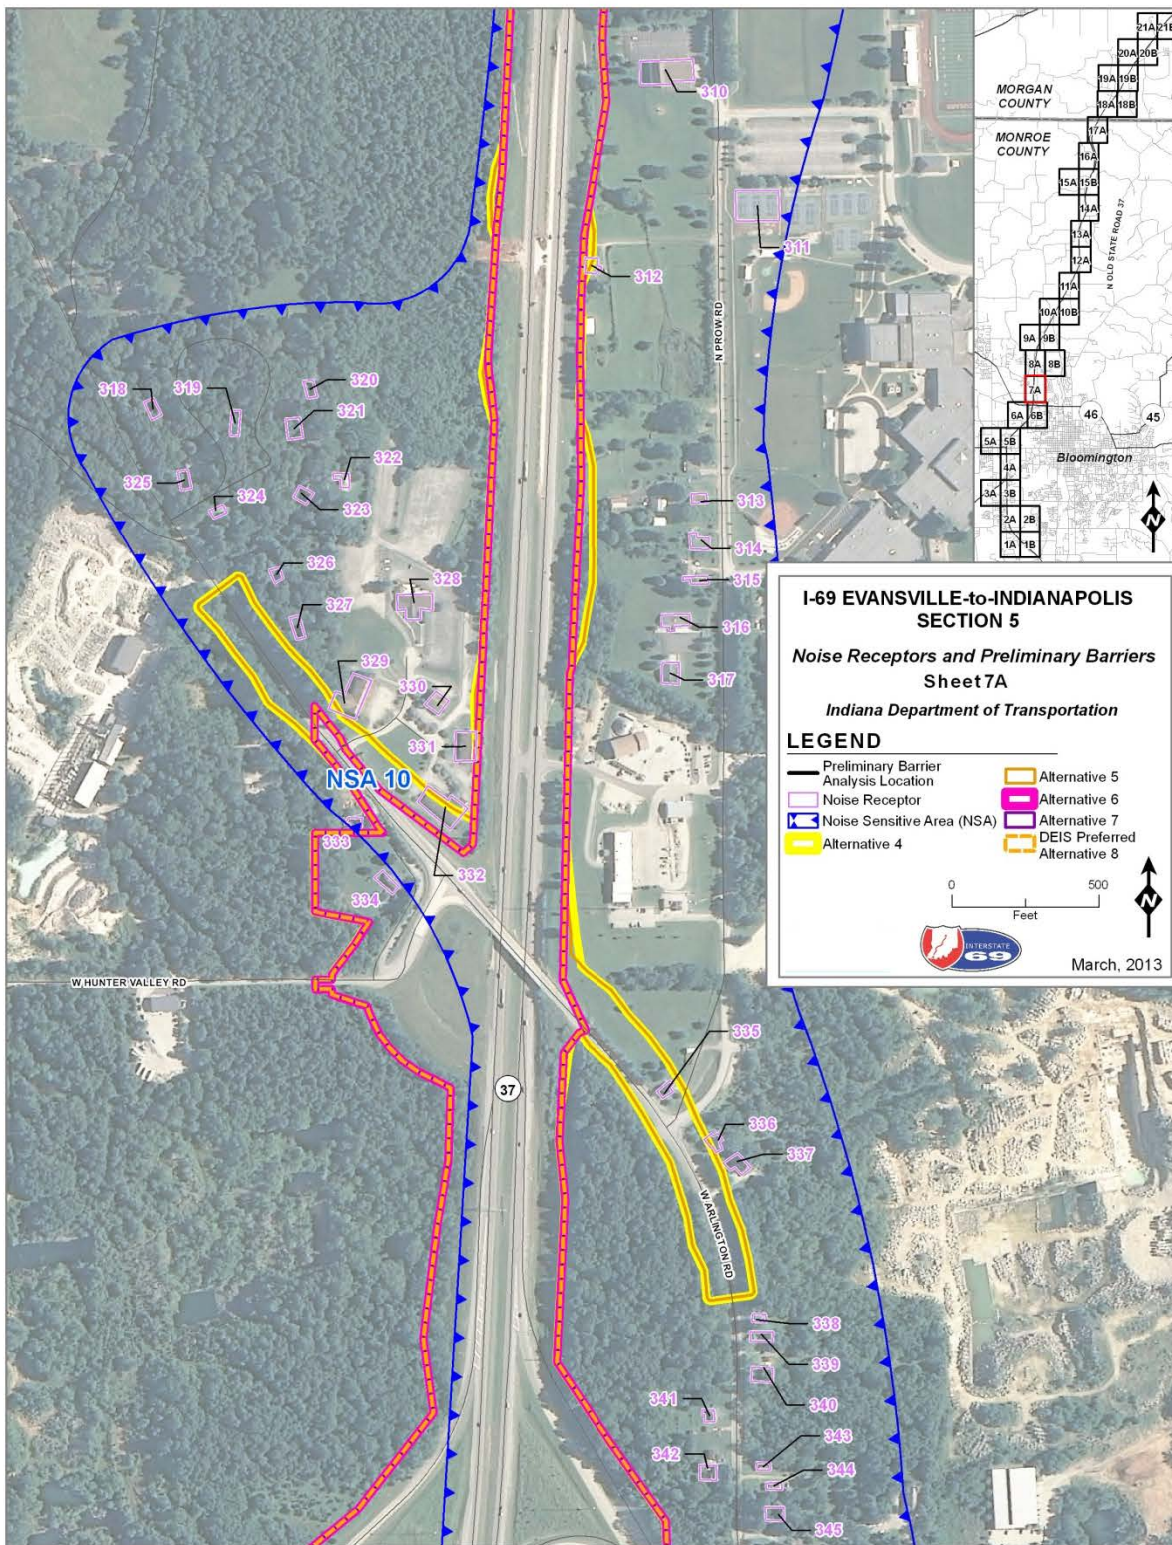 310
311
312
N PROW RD
318
319
320
321
322
323
324
325
326
327
328
329
330
331
332
NSA 10
333
334
313
314
315
316
317
W HUNTER VALLEY RD
37
335
336
337
W ARLINGTON RD
338
339
340
341
342
343
344
345
21A 21B
20A 20B
19A 19B
18A 18B
17A
16A
15A 15B
14A
13A
12A
11A
10A 10B
9A 9B
8A 8B
7A
6A 6B
5A 5B
4A
3A 3B
2A 2B
1A 1B
MORGAN
COUNTY
MONROE
COUNTY
N OLD STATE ROAD 37
46
45
Bloomington
N
I-69 EVANSVILLE-to-INDIANAPOLIS
SECTION 5
Noise Receptors and Preliminary Barriers
Sheet 7A
Indiana Department of Transportation
LEGEND
Preliminary Barrier
Analysis Location
Noise Receptor
Noise Sensitive Area (NSA)
Alternative 4
Alternative 5
Alternative 6
Alternative 7
DEIS Preferred
Alternative 8
0 500
Feet
N
INTERSTATE
69
March, 2013